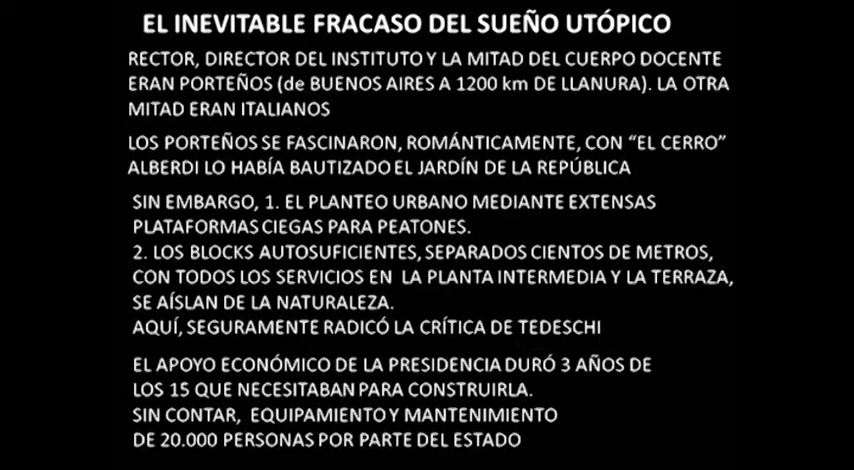 EL INEVITABLE FRACASO DEL SUEÑO UTÓPICO
RECTOR, DIRECTOR DEL INSTITUTO Y LA MITAD DEL CUERPO DOCENTE
ERAN PORTEÑOS (de BUENOS AIRES A 1200 km DE LLANURA). LA OTRA
MITAD ERAN ITALIANOS
LOS PORTEÑOS SE FASCINARON, ROMÁNTICAMENTE, CON “EL CERRO”
ALBERDI LO HABÍA BAUTIZADO EL JARDÍN DE LA REPÚBLICA
SIN EMBARGO, 1. EL PLANTEO URBANO MEDIANTE EXTENSAS
PLATAFORMAS CIEGAS PARA PEATONES.
2. LOS BLOCKS AUTOSUFICIENTES, SEPARADOS CIENTOS DE METROS,
CON TODOS LOS SERVICIOS EN LA PLANTA INTERMEDIA Y LA TERRAZA,
SE AÍSLAN DE LA NATURALEZA.
AQUÍ, SEGURAMENTE RADICÓ LA CRÍTICA DE TEDESCHI
EL APOYO ECONÓMICO DE LA PRESIDENCIA DURÓ 3 AÑOS DE
LOS 15 QUE NECESITABAN PARA CONSTRUIRLA.
SIN CONTAR, EQUIPAMIENTO Y MANTENIMIENTO
DE 20.000 PERSONAS POR PARTE DEL ESTADO